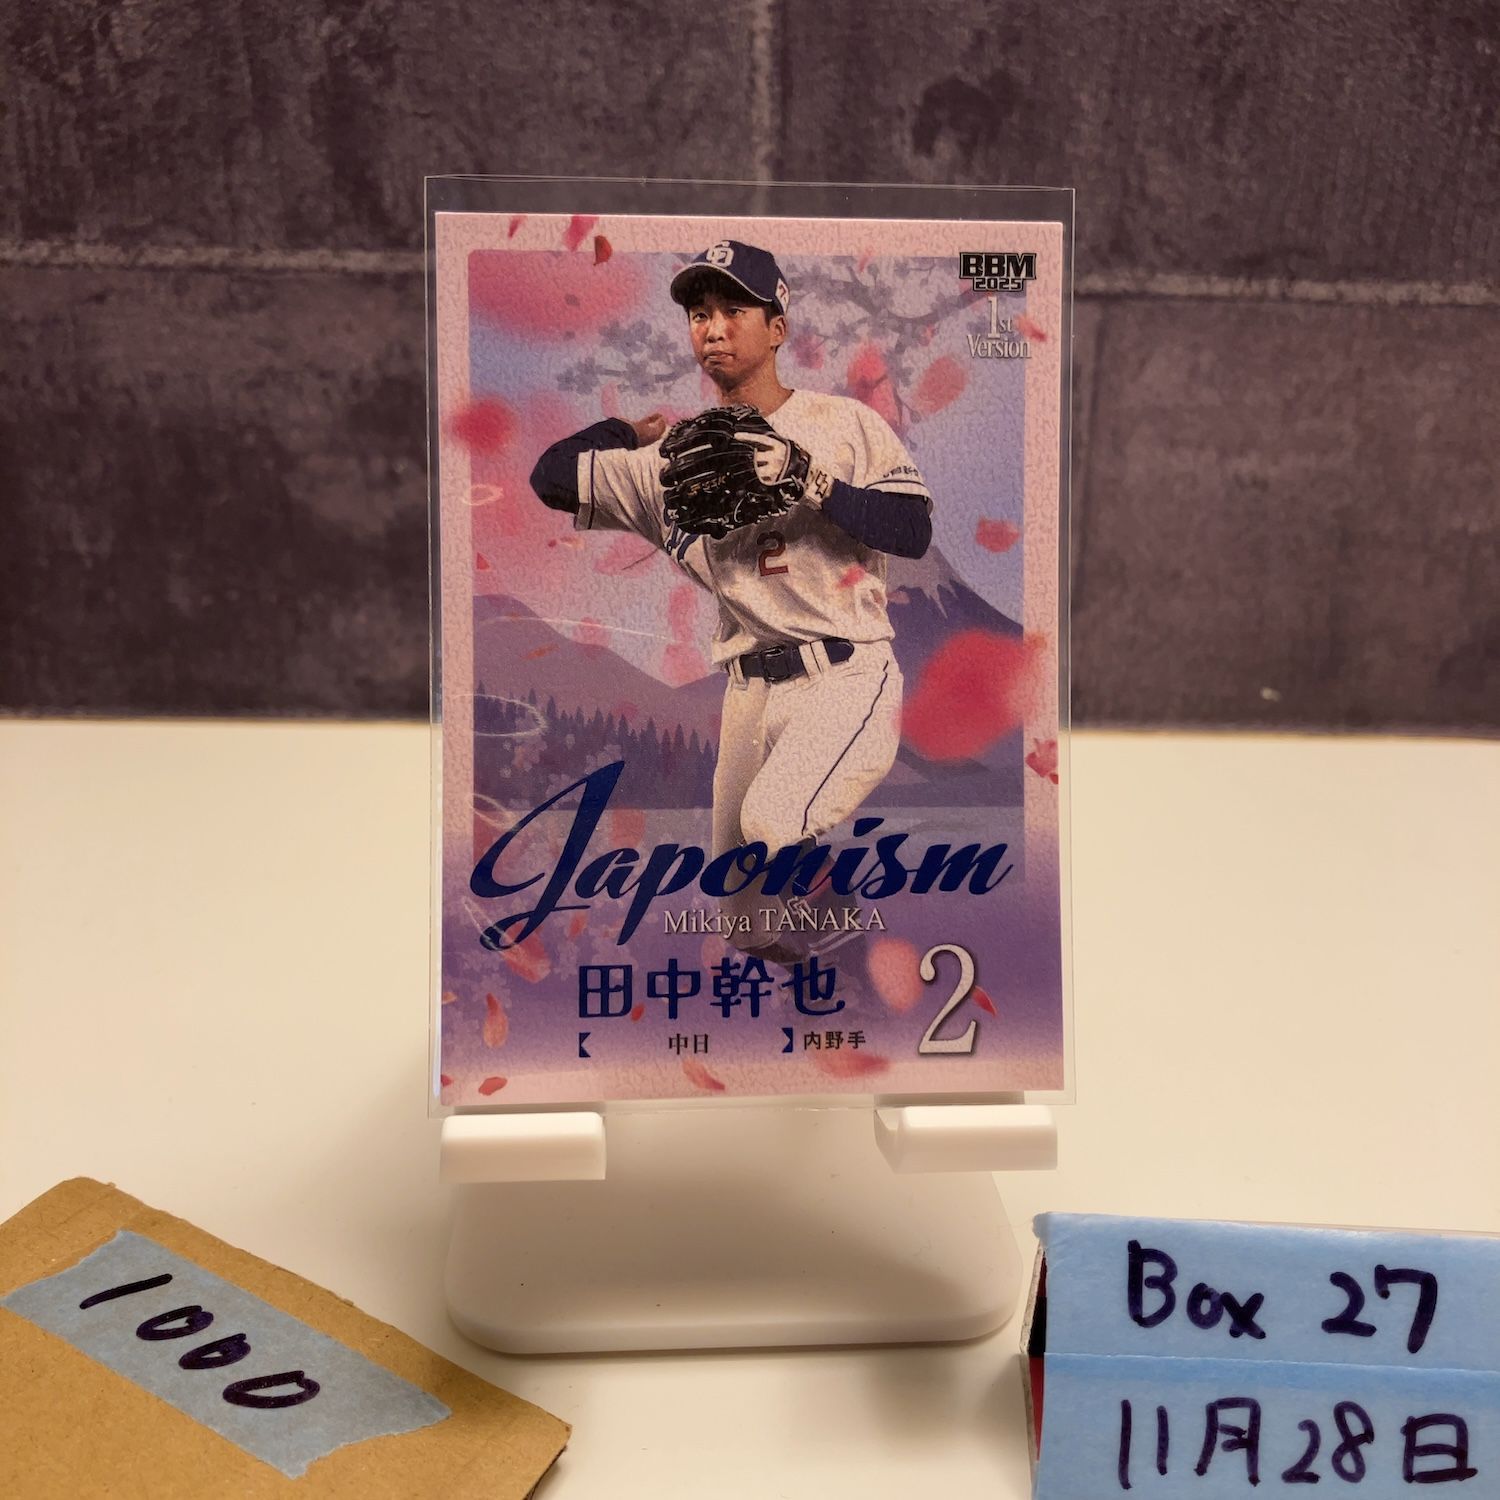 BBM
2025
1st
Version
2
Japonism
Mikiya TANAKA
田中幹也
【 中日 】内野手
2
1000
Box 27
11月28日